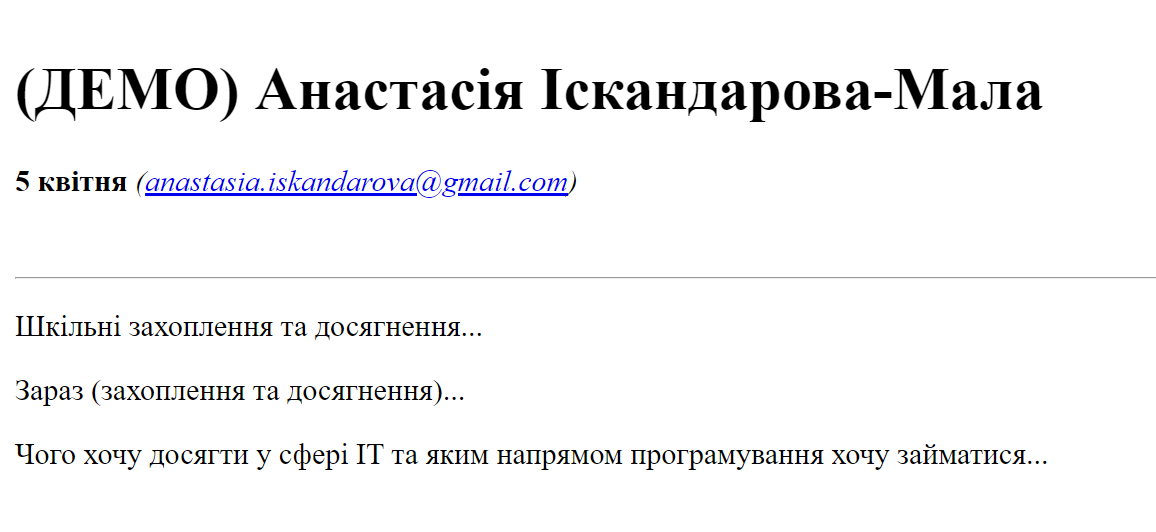 (ДЕМО) Анастасія Іскандарова-Мала
5 квітня (anastasia.iskandarova@gmail.com)
Шкільні захоплення та досягнення...
Зараз (захоплення та досягнення)...
Чого хочу досягти у сфері ІТ та яким напрямом програмування хочу займатися...